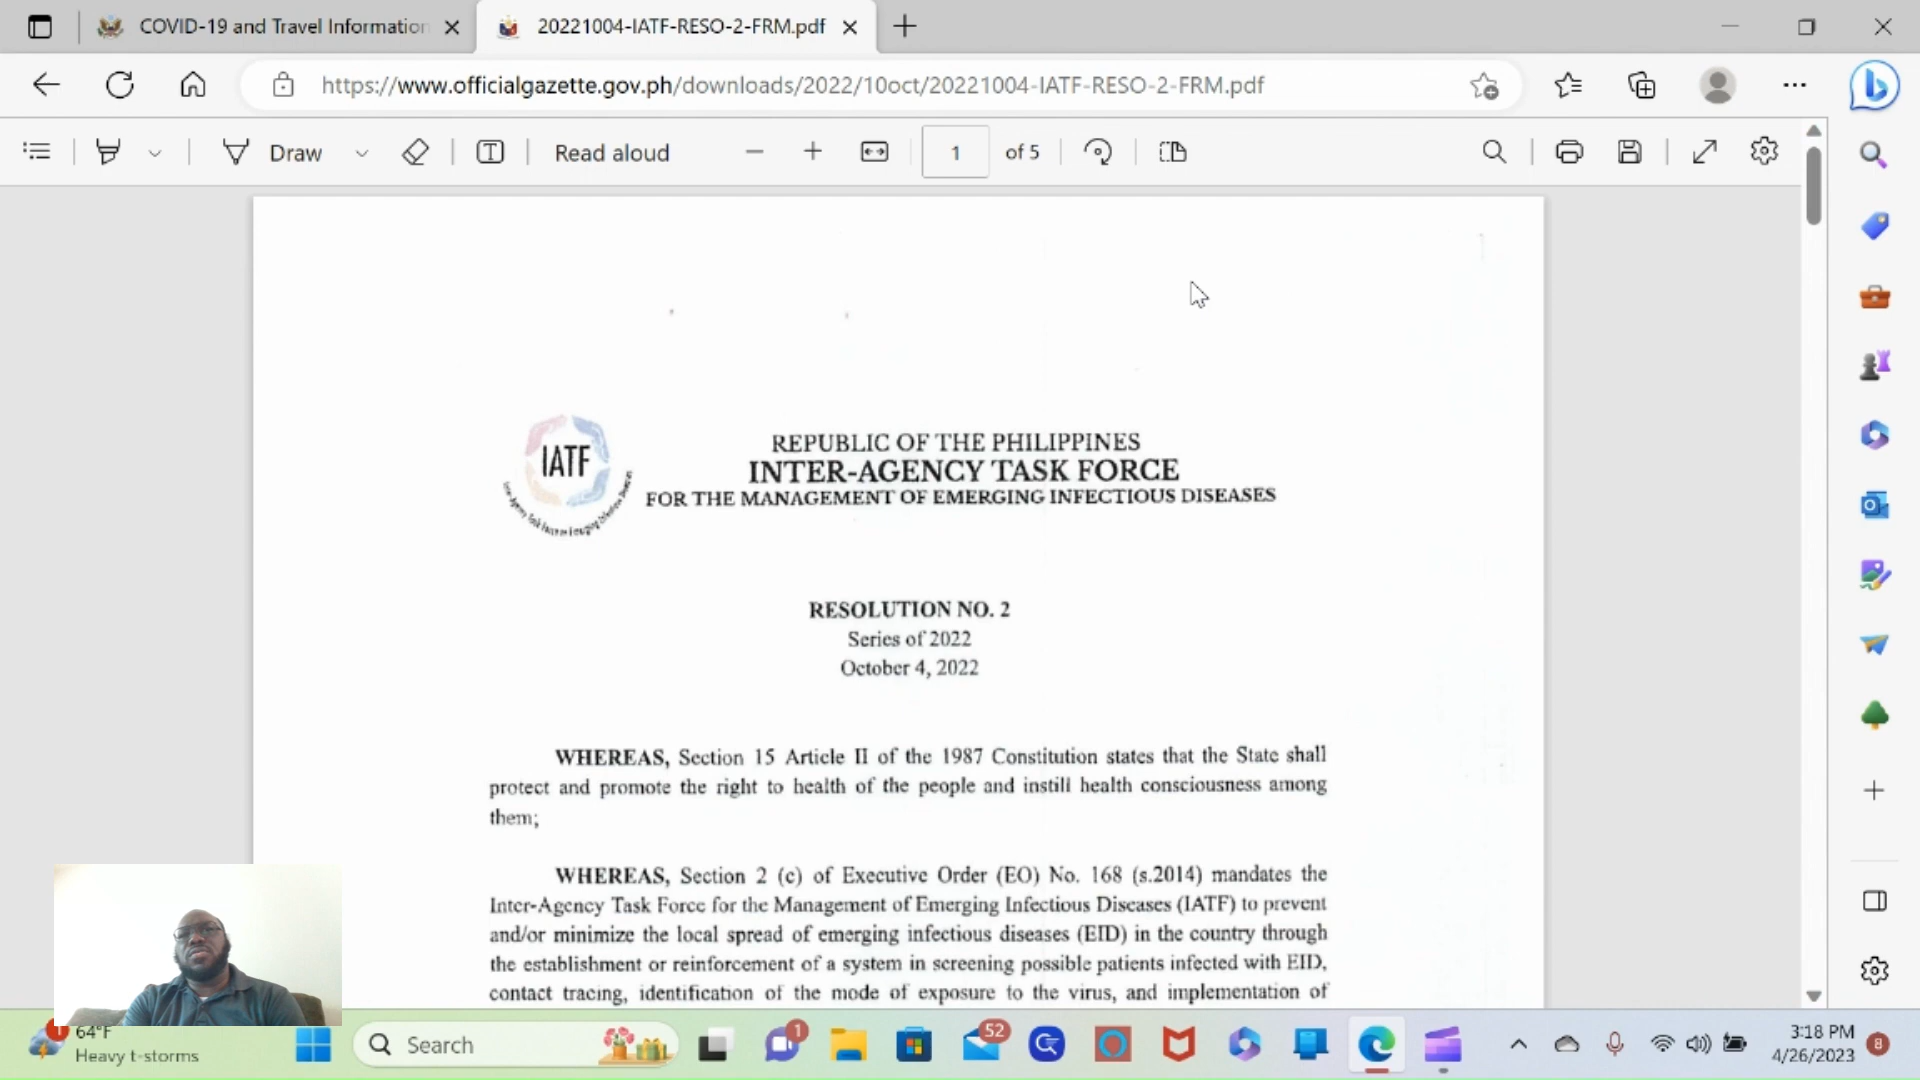 COVID-19 and Travel Information
20221004-IATF-RESO-2-FRM.pdf
https://www.officialgazette.gov.ph/downloads/2022/10oct/20221004-IATF-RESO-2-FRM.pdf
Draw
Read aloud
1
of 5
IATF
REPUBLIC OF THE PHILIPPINES
INTER-AGENCY TASK FORCE
FOR THE MANAGEMENT OF EMERGING INFECTIOUS DISEASES
RESOLUTION NO. 2
Series of 2022
October 4, 2022
WHEREAS, Section 15 Article II of the 1987 Constitution states that the State shall
protect and promote the right to health of the people and instill health consciousness among
them;
WHEREAS, Section 2 (c) of Executive Order (EO) No. 168 (s.2014) mandates the
Inter-Agency Task Force for the Management of Emerging Infectious Diseases (IATF) to prevent
and/or minimize the local spread of emerging infectious diseases (EID) in the country through
the establishment or reinforcement of a system in screening possible patients infected with EID,
contact tracing, identification of the mode of exposure to the virus, and implementation of
1
64°F
Heavy t-storms
Search
1
52
3:18 PM
4/26/2023
8